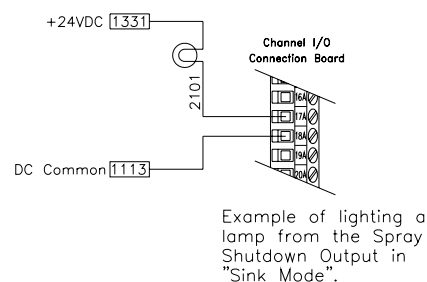 +24VDC 1331
Channel I/O
Connection Board
2101
16A
17A
18A
19A
20A
DC Common 1113
Example of lighting a
lamp from the Spray
Shutdown Output in
"Sink Mode".